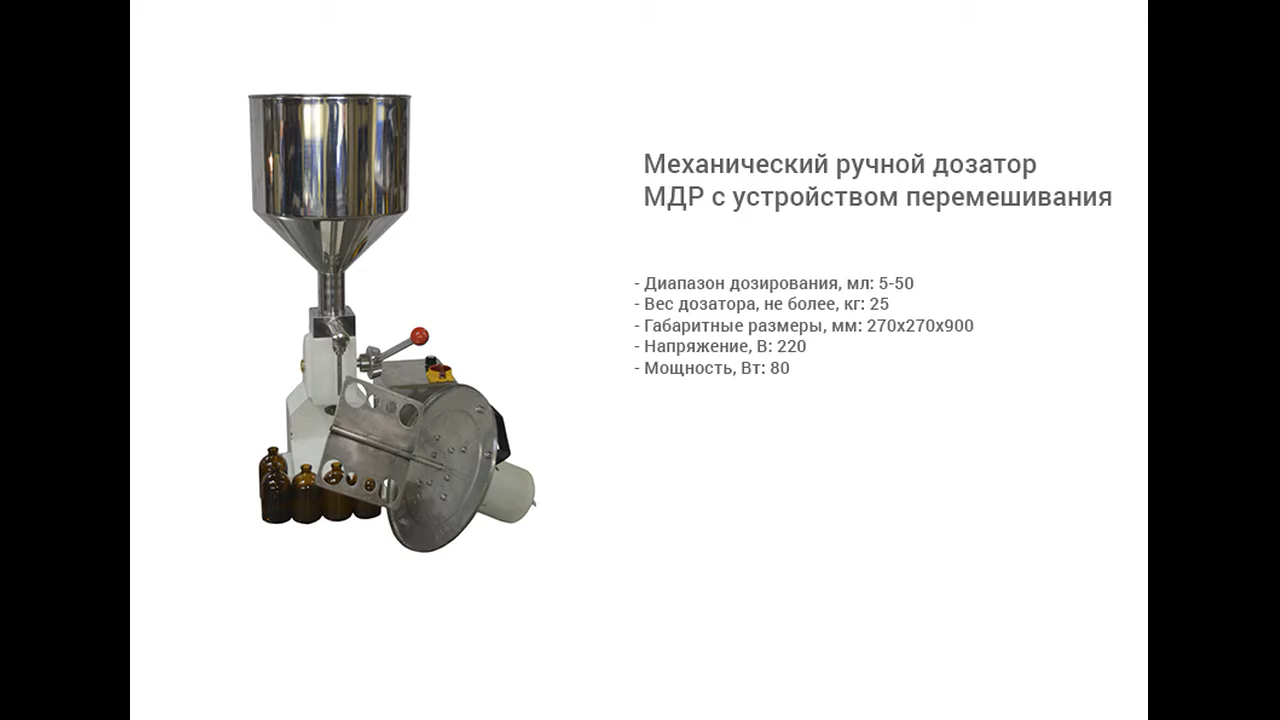 Механический ручной дозатор
МДР с устройством перемешивания
- Диапазон дозирования, мл: 5-50
- Вес дозатора, не более, кг: 25
- Габаритные размеры, мм: 270х270х900
- Напряжение, В: 220
- Мощность, Вт: 80